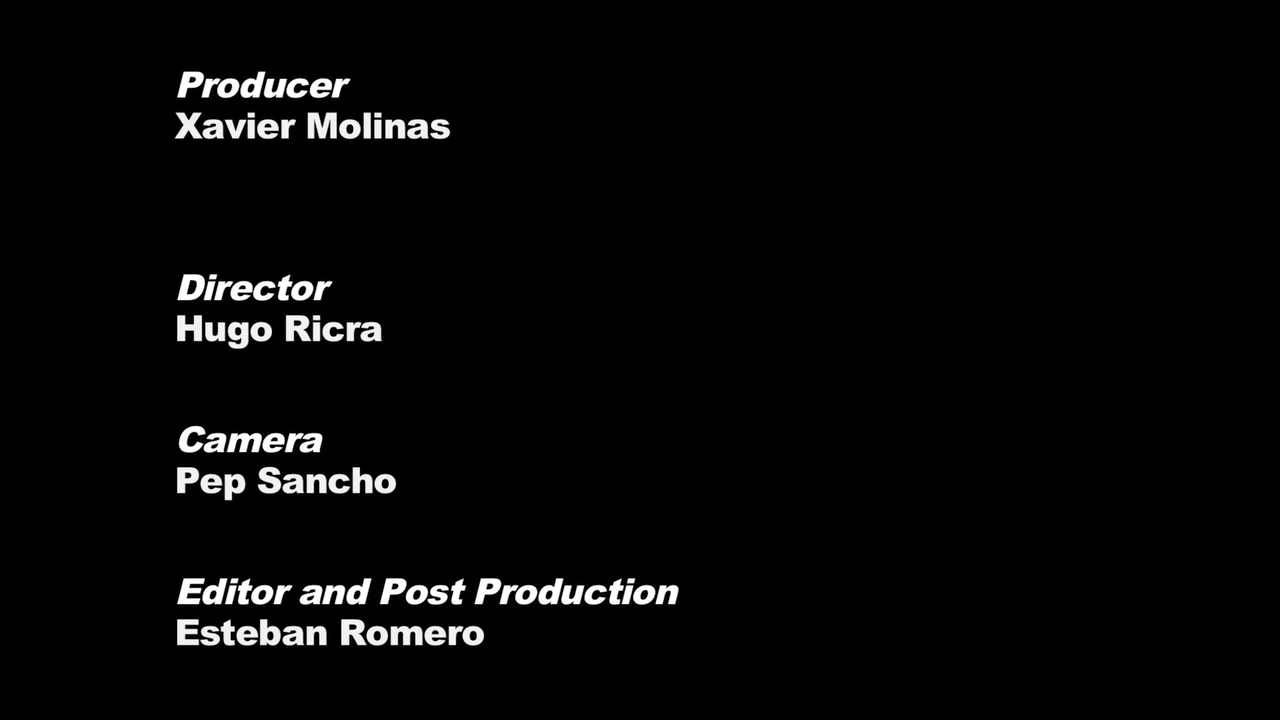 Producer
Xavier Molinas
Director
Hugo Ricra
Camera
Pep Sancho
Editor and Post Production
Esteban Romero